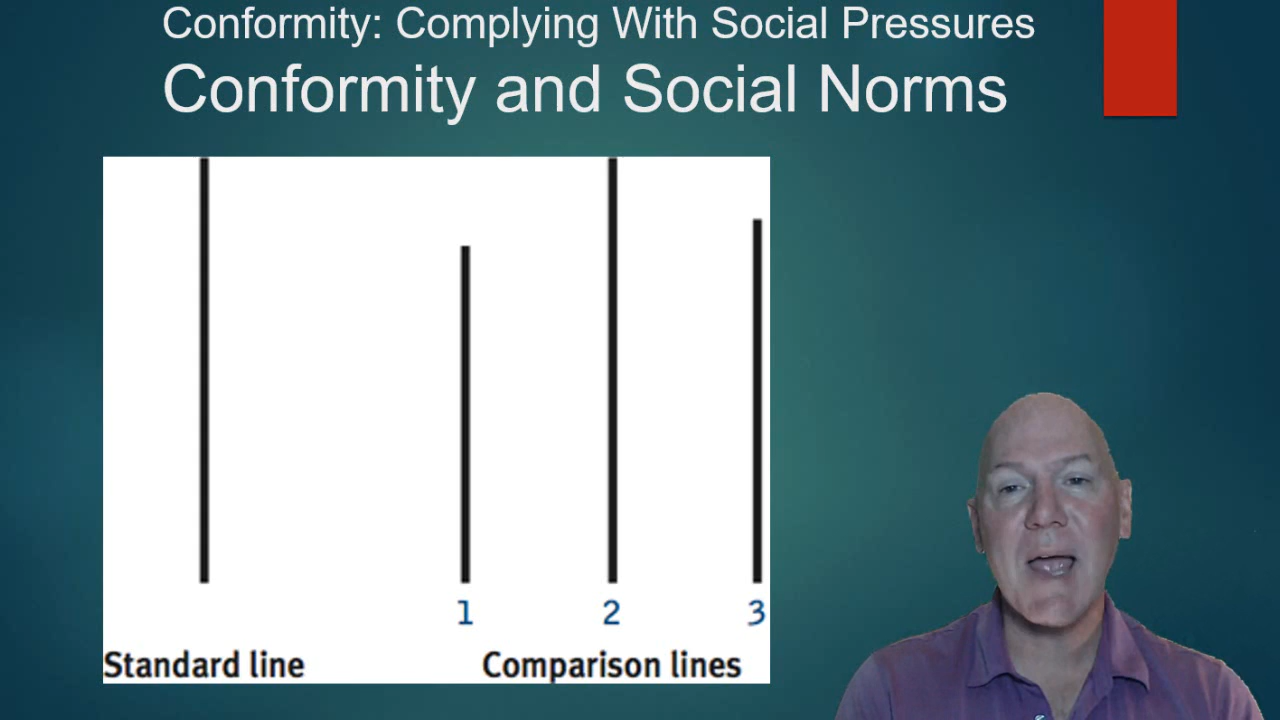 Conformity: Complying With Social Pressures
Conformity and Social Norms
1 2 3
Standard line Comparison lines